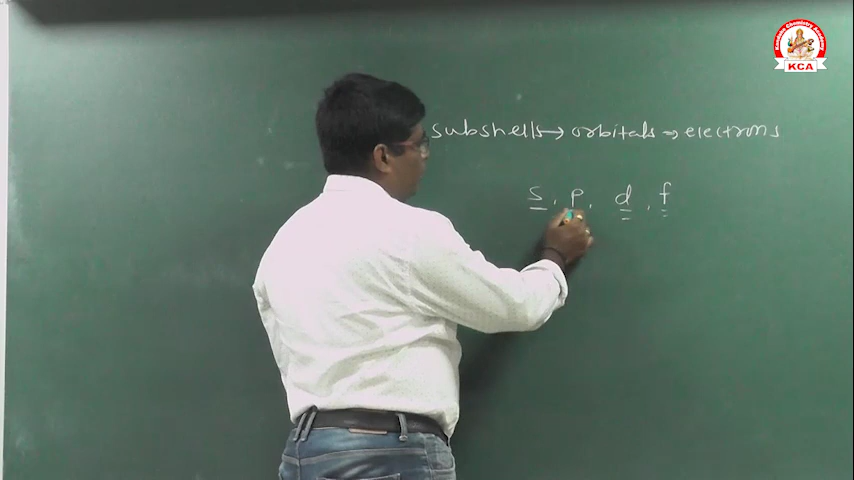 KCA
subshells → orbitals → electrons
s, p, d, f